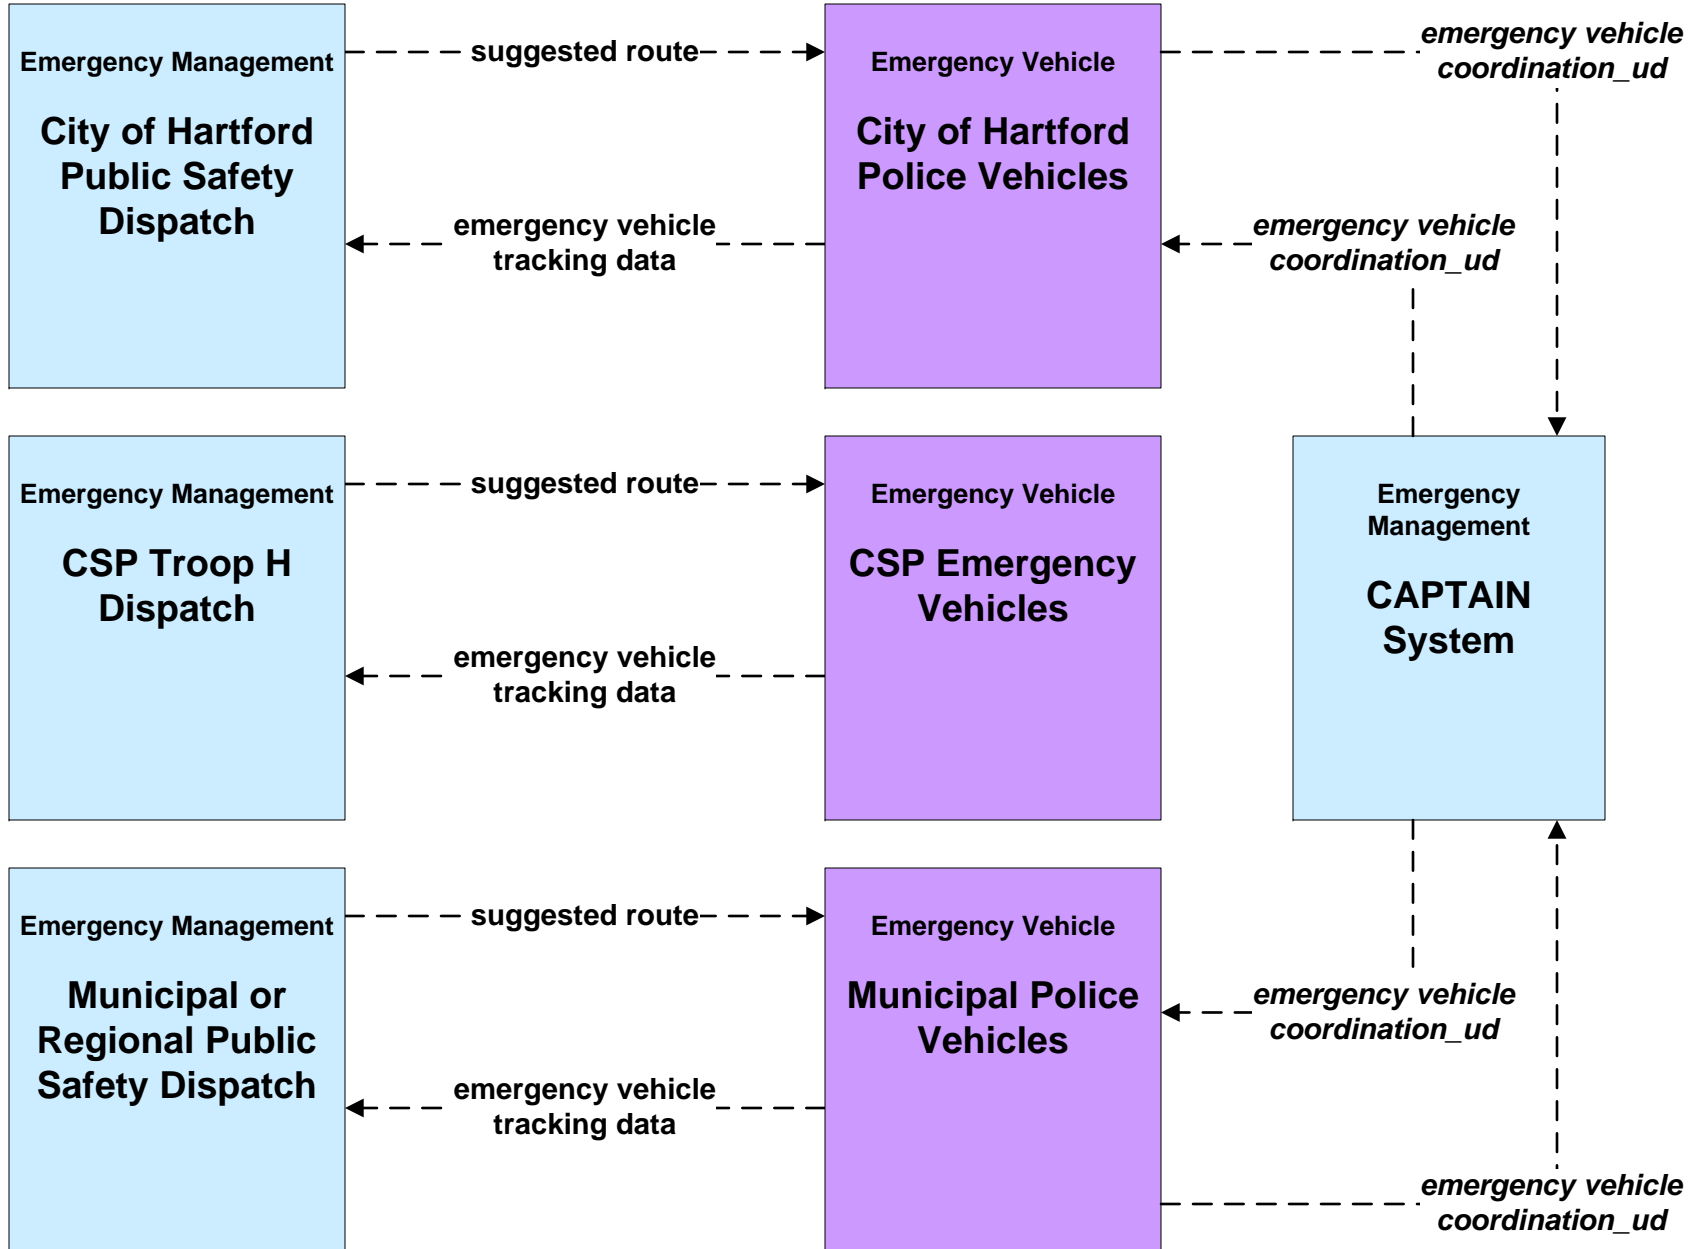 Emergency Management
City of Hartford
Public Safety
Dispatch
suggested route
emergency vehicle
tracking data
Emergency Vehicle
City of Hartford
Police Vehicles
emergency vehicle
coordination_ud
emergency vehicle
coordination_ud
Emergency Management
CSP Troop H
Dispatch
suggested route
emergency vehicle
tracking data
Emergency Vehicle
CSP Emergency
Vehicles
Emergency
Management
CAPTAIN
System
Emergency Management
Municipal or
Regional Public
Safety Dispatch
suggested route
emergency vehicle
tracking data
Emergency Vehicle
Municipal Police
Vehicles
emergency vehicle
coordination_ud
emergency vehicle
coordination_ud